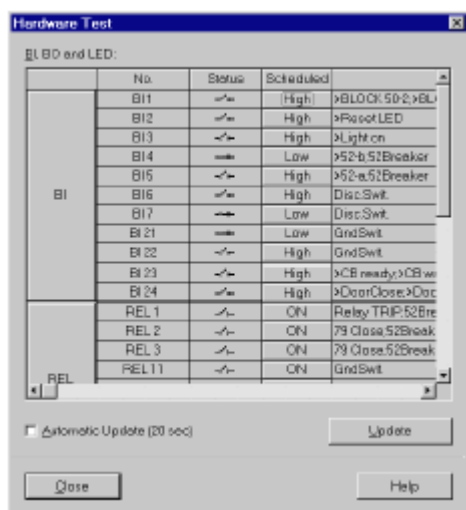 Hardware Test
BI, BO and LED:
No. Status Scheduled
BI BI1 High >BLOCK 50-2;>BL
BI2 High >Reset LED
BI3 High >Light on
BI4 Low >52-b;52Breaker
BI5 High >52-a;52Breaker
BI6 High Disc.Swit.
BI7 Low Disc.Swit.
BI 21 Low GndSwit.
BI 22 High GndSwit.
BI 23 High >CB ready;>CB w
BI 24 High >DoorClose;>Doc
REL REL 1 ON Relay TRIP;52Bre
REL 2 ON 79 Close;52Break
REL 3 ON 79 Close;52Break
REL11 ON GndSwit.
Automatic Update (20 sec)
Update
Close
Help